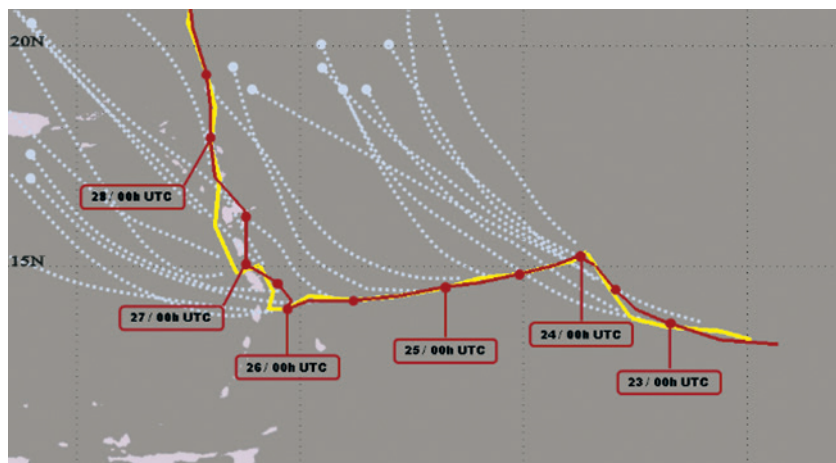 20N
28 / 00h UTC
15N
27 / 00h UTC
26 / 00h UTC
25 / 00h UTC
24 / 00h UTC
23 / 00h UTC